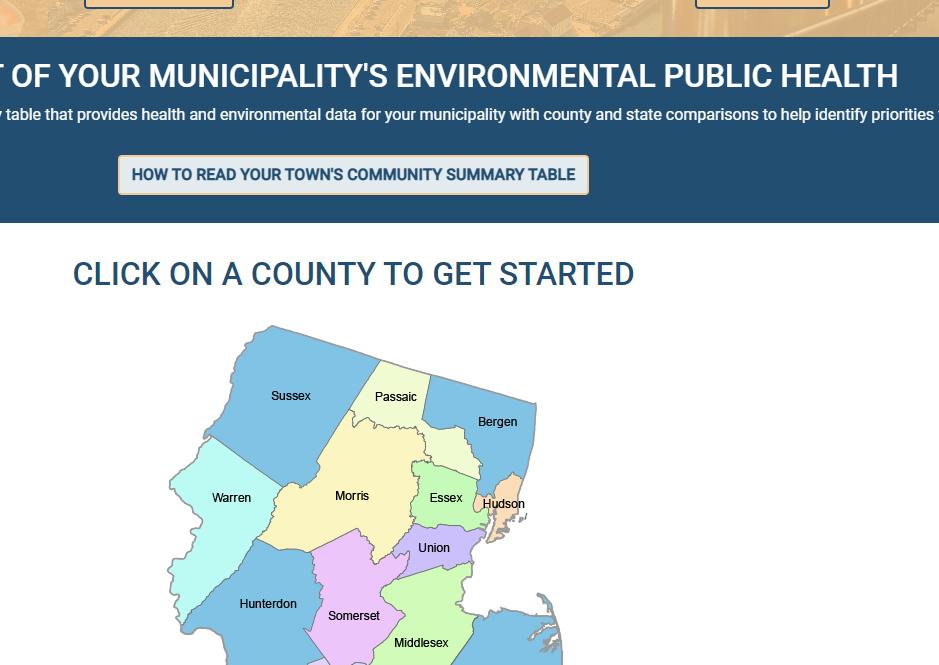 OF YOUR MUNICIPALITY'S ENVIRONMENTAL PUBLIC HEALTH
table that provides health and environmental data for your municipality with county and state comparisons to help identify priorities
HOW TO READ YOUR TOWN'S COMMUNITY SUMMARY TABLE
CLICK ON A COUNTY TO GET STARTED
Sussex
Passaic
Bergen
Warren
Morris
Essex
Hudson
Union
Hunterdon
Somerset
Middlesex